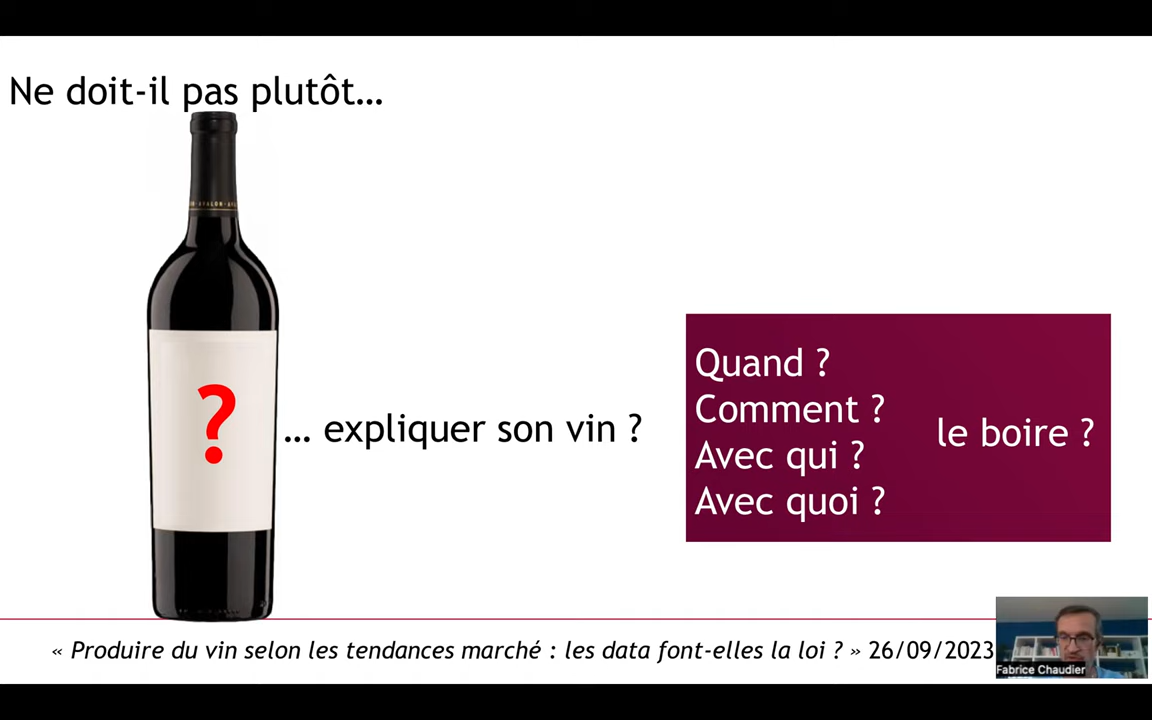 Ne doit-il pas plutôt…
?
… expliquer son vin ?
Quand ?
Comment ?
Avec qui ?
Avec quoi ?
le boire ?
« Produire du vin selon les tendances marché : les data font-elles la loi ? » 26/09/2023
Fabrice Chaudier